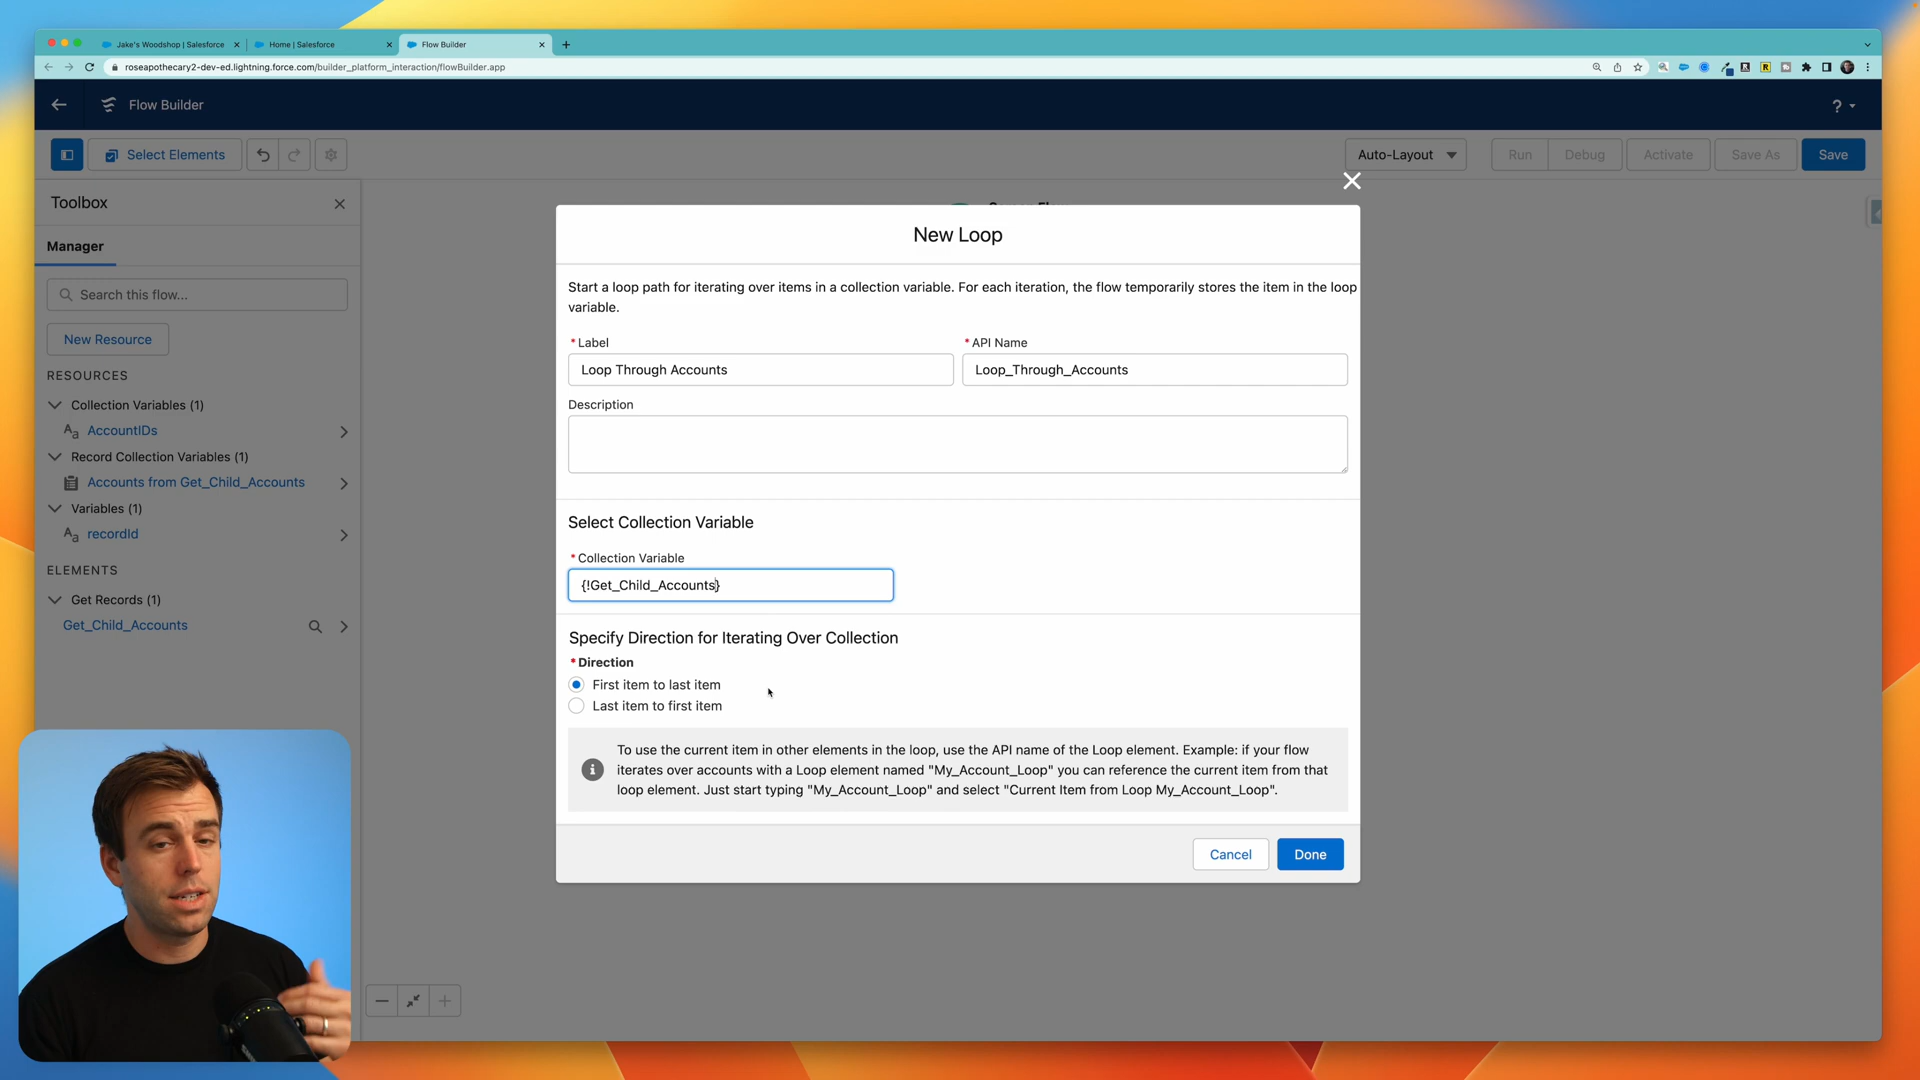 Jake's Woodshop | Salesforce
Home | Salesforce
Flow Builder
roseapothecary2-dev-ed.lightning.force.com/builder_platform_interaction/flowBuilder.app
Flow Builder
?
Select Elements
Auto-Layout
Run
Debug
Activate
Save As
Save
Toolbox
Manager
Search this flow...
New Resource
RESOURCES
Collection Variables (1)
Aa AccountIDs
Record Collection Variables (1)
Accounts from Get_Child_Accounts
Variables (1)
Aa recordId
ELEMENTS
Get Records (1)
Get_Child_Accounts
New Loop
Start a loop path for iterating over items in a collection variable. For each iteration, the flow temporarily stores the item in the loop
variable.
* Label
* API Name
Loop Through Accounts
Loop_Through_Accounts
Description
Select Collection Variable
* Collection Variable
{!Get_Child_Accounts}
Specify Direction for Iterating Over Collection
* Direction
First item to last item
Last item to first item
To use the current item in other elements in the loop, use the API name of the Loop element. Example: if your flow
iterates over accounts with a Loop element named "My_Account_Loop" you can reference the current item from that
loop element. Just start typing "My_Account_Loop" and select "Current Item from Loop My_Account_Loop".
Cancel
Done